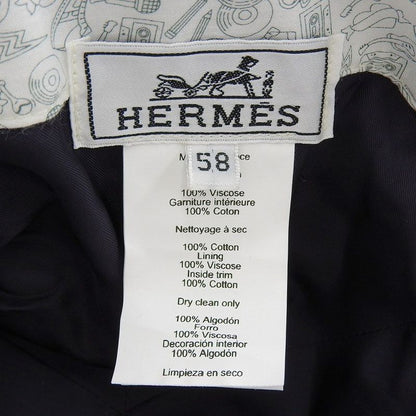 HERMÈS
58
100% Viscose
Garniture intérieure
100% Coton
Nettoyage à sec
100% Cotton
Lining
100% Viscose
Inside trim
100% Cotton
Dry clean only
100% Algodón
Forro
100% Viscosa
Decoración interior
100% Algodón
Limpieza en seco